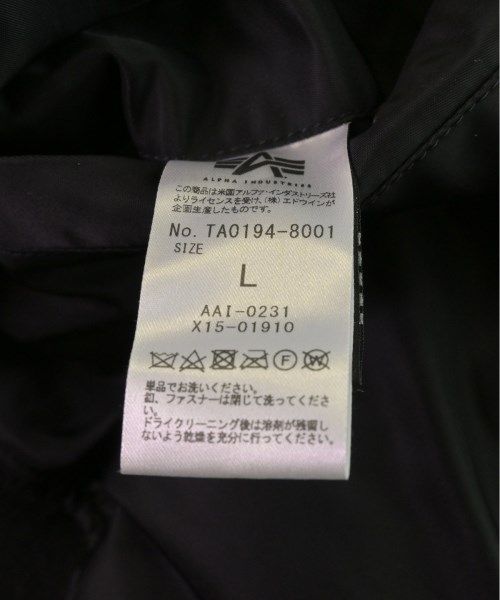 ALPHA INDUSTRIES
この商品は米国アルファ・インダストリーズ社
よりライセンスを受け、(株)エドウインが
企画生産したものです。
No. TA0194-8001
SIZE
L
AAI-0231
X15-01910
F W
単品でお洗いください。
釦、ファスナーは閉じて洗ってください。
ドライクリーニング後は溶剤が残留し
ないよう乾燥を充分に行ってください。